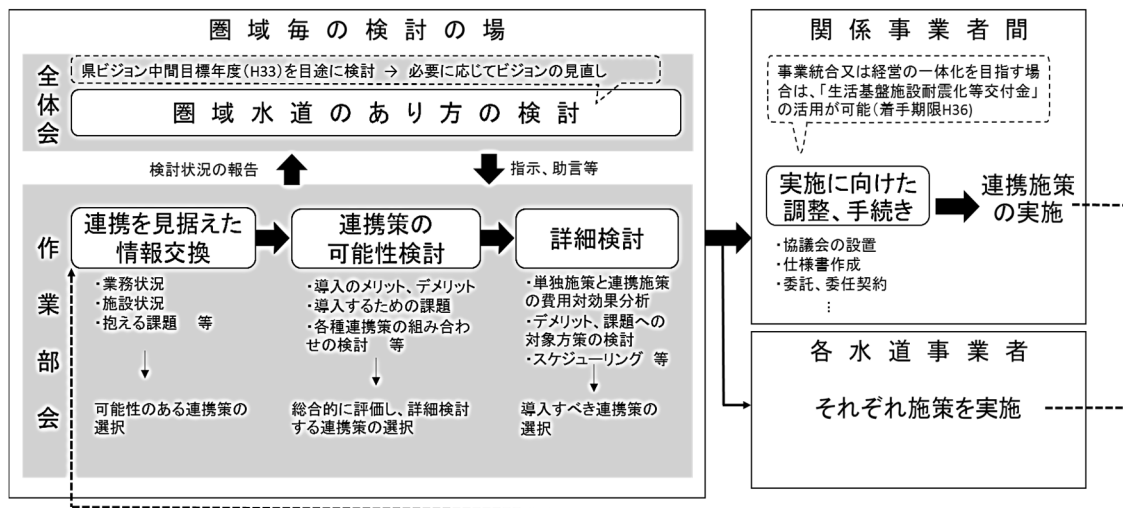 圏域毎の検討の場
全体会
県ビジョン中間目標年度(H33)を目途に検討 → 必要に応じてビジョンの見直し
圏域水道のあり方の検討
検討状況の報告
指示、助言等
作業部会
連携を見据えた
情報交換
・業務状況
・施設状況
・抱える課題 等
可能性のある連携策の
選択
連携策の
可能性検討
・導入のメリット、デメリット
・導入するための課題
・各種連携策の組み合わ
せの検討 等
総合的に評価し、詳細検討
する連携策の選択
詳細検討
・単独施策と連携施策
の費用対効果分析
・デメリット、課題への
対象方策の検討
・スケジューリング 等
導入すべき連携策の
選択
関係事業者間
事業統合又は経営の一体化を目指す場
合は、「生活基盤施設耐震化等交付金」
の活用が可能(着手期限H36)
実施に向けた
調整、手続き
・協議会の設置
・仕様書作成
・委託、委任契約
…
連携施策
の実施
各水道事業者
それぞれ施策を実施